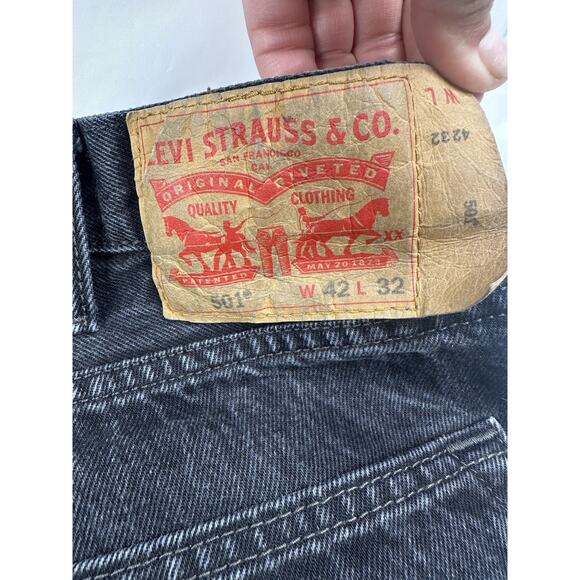 LEVI STRAUSS & CO.
SAN FRANCISCO
CAL
ORIGINAL RIVETED
QUALITY CLOTHING
XX
PATENTED MAY 20 1873
501® W 42 L 32
W L
4232
501